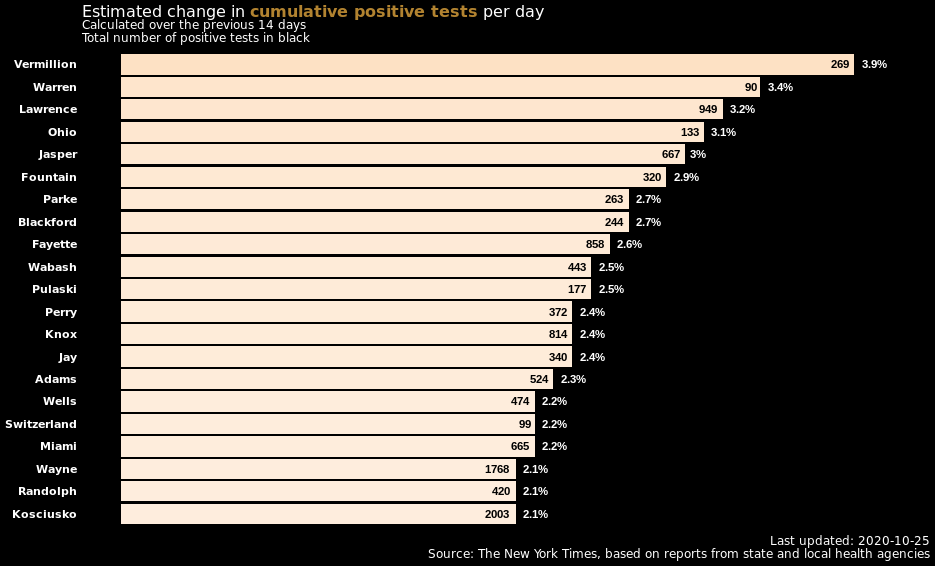 Estimated change in cumulative positive tests per day
Calculated over the previous 14 days
Total number of positive tests in black
Vermillion 269 3.9%
Warren 90 3.4%
Lawrence 949 3.2%
Ohio 133 3.1%
Jasper 667 3%
Fountain 320 2.9%
Parke 263 2.7%
Blackford 244 2.7%
Fayette 858 2.6%
Wabash 443 2.5%
Pulaski 177 2.5%
Perry 372 2.4%
Knox 814 2.4%
Jay 340 2.4%
Adams 524 2.3%
Wells 474 2.2%
Switzerland 99 2.2%
Miami 665 2.2%
Wayne 1768 2.1%
Randolph 420 2.1%
Kosciusko 2003 2.1%
Last updated: 2020-10-25
Source: The New York Times, based on reports from state and local health agencies